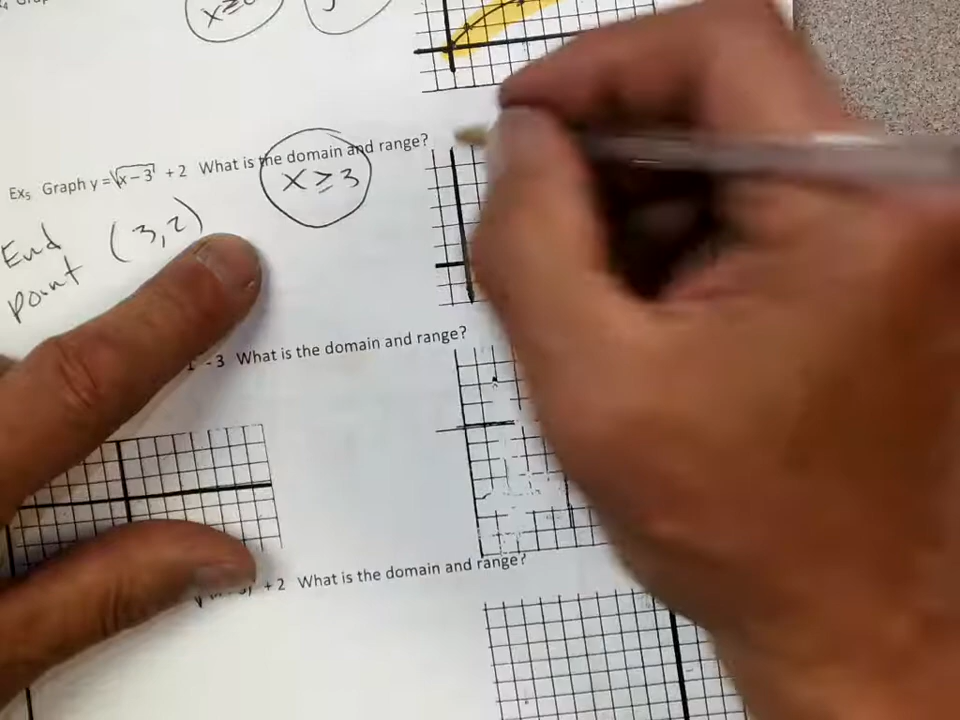 x ≥
Ex₅ Graph y = √x − 3 + 2 What is the domain and range?
x ≥ 3
End point (3,2)
- 3 What is the domain and range?
+ 2 What is the domain and range?